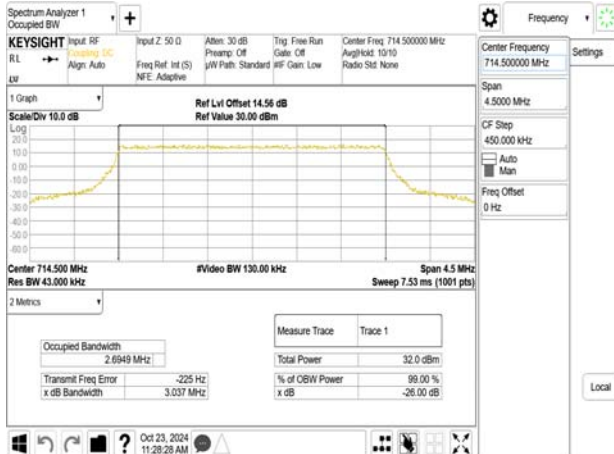 Spectrum Analyzer 1
Occupied BW
+
Frequency
KEYSIGHT
RL
Input: RF
Coupling: DC
Align: Auto
Input Z: 50 Ω
Freq Ref: Int (S)
NFE: Adaptive
Atten: 30 dB
Preamp: Off
µW Path: Standard
Trig: Free Run
Gate: Off
#IF Gain: Low
Center Freq: 714.500000 MHz
Avg|Hold: 10/10
Radio Std: None
Center Frequency
714.500000 MHz
Settings
Span
4.5000 MHz
CF Step
450.000 kHz
Auto
Man
Freq Offset
0 Hz
Local
1 Graph
Scale/Div 10.0 dB
Ref Lvl Offset 14.56 dB
Ref Value 30.00 dBm
Log
20.0
10.0
0.00
-10.0
-20.0
-30.0
-40.0
-50.0
-60.0
Center 714.500 MHz
#Video BW 130.00 kHz
Span 4.5 MHz
Res BW 43.000 kHz
Sweep 7.53 ms (1001 pts)
2 Metrics
Measure Trace Trace 1
Occupied Bandwidth
2.6949 MHz
Total Power 32.0 dBm
Transmit Freq Error -225 Hz
% of OBW Power 99.00 %
x dB Bandwidth 3.037 MHz
x dB -26.00 dB
?
Oct 23, 2024
11:28:28 AM